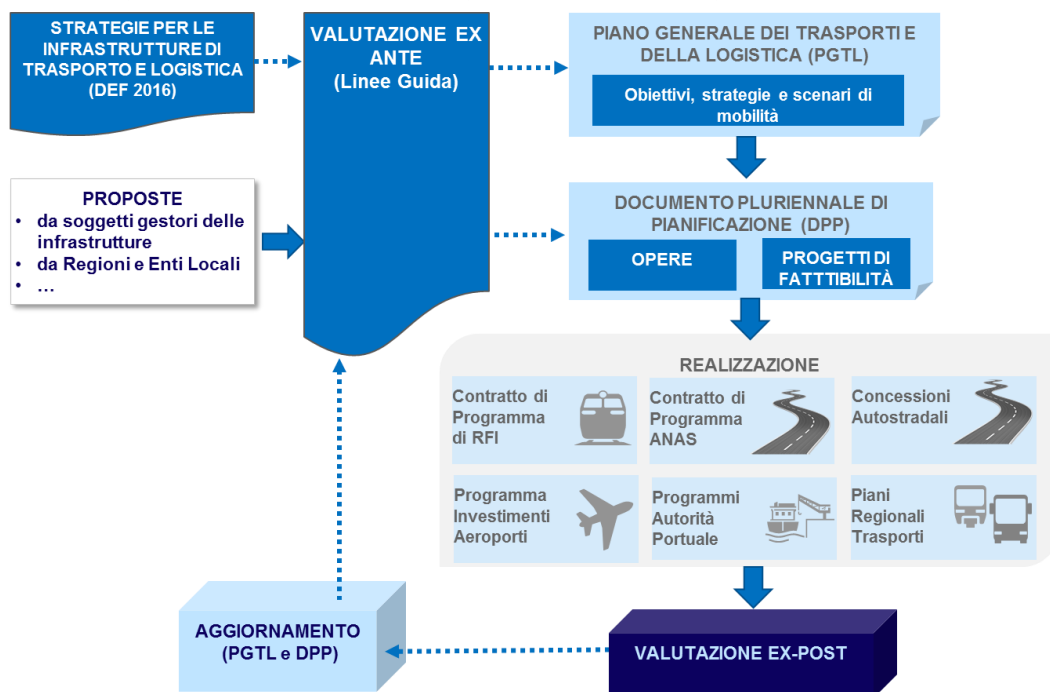 STRATEGIE PER LE
INFRASTRUTTURE DI
TRASPORTO E LOGISTICA
(DEF 2016)
VALUTAZIONE EX
ANTE
(Linee Guida)
PIANO GENERALE DEI TRASPORTI E
DELLA LOGISTICA (PGTL)
Obiettivi, strategie e scenari di
mobilità
PROPOSTE
• da soggetti gestori delle
infrastrutture
• da Regioni e Enti Locali
• …
DOCUMENTO PLURIENNALE DI
PIANIFICAZIONE (DPP)
OPERE
PROGETTI DI
FATTTIBILITÀ
REALIZZAZIONE
Contratto di
Programma
di RFI
Contratto di
Programma
ANAS
Concessioni
Autostradali
Programma
Investimenti
Aeroporti
Programmi
Autorità
Portuale
Piani
Regionali
Trasporti
AGGIORNAMENTO
(PGTL e DPP)
VALUTAZIONE EX-POST